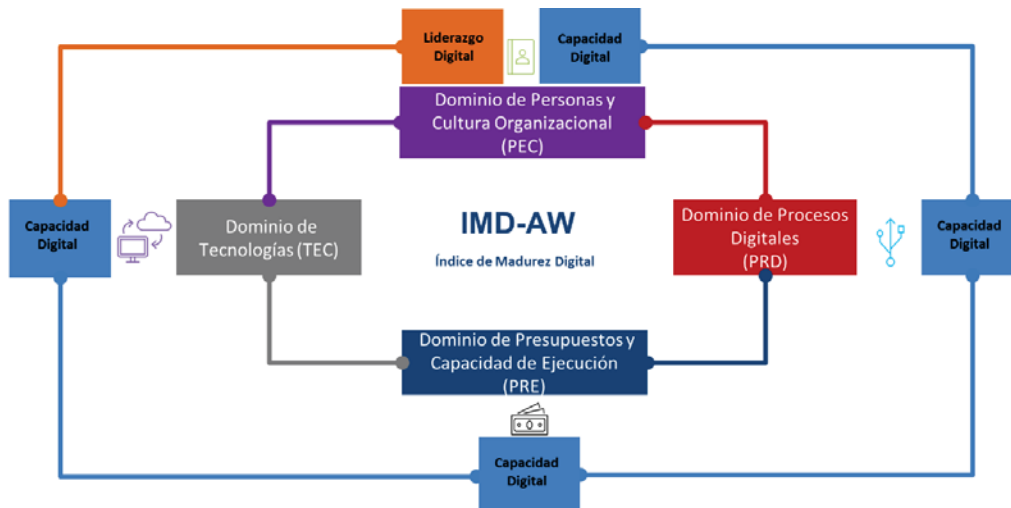 Liderazgo
Digital
Capacidad
Digital
Dominio de Personas y
Cultura Organizacional
(PEC)
Capacidad
Digital
Dominio de
Tecnologías (TEC)
IMD-AW
Índice de Madurez Digital
Dominio de Procesos
Digitales
(PRD)
Capacidad
Digital
Dominio de Presupuestos y
Capacidad de Ejecución
(PRE)
Capacidad
Digital